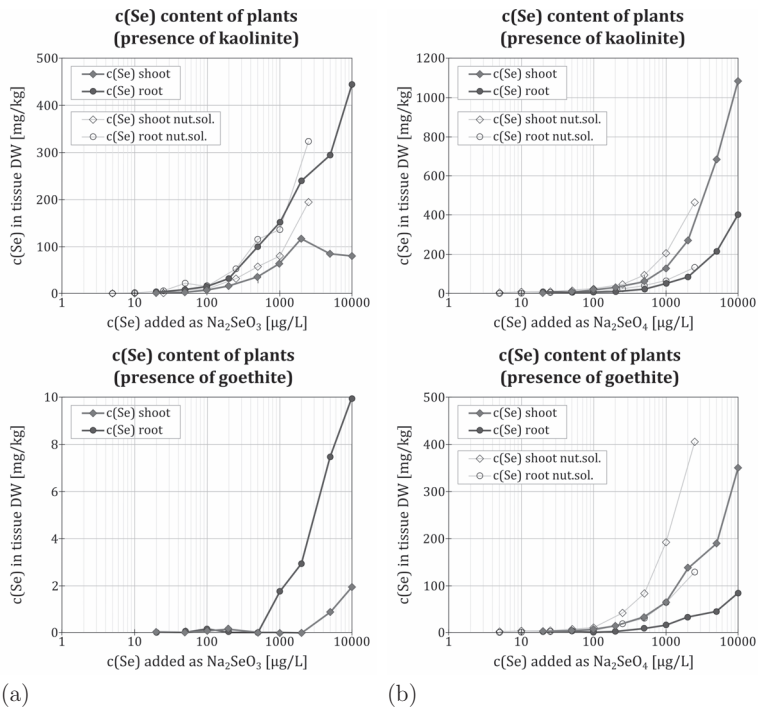 c(Se) content of plants
(presence of kaolinite)
500
400
300
200
100
0
c(Se) in tissue DW [mg/kg]
c(Se) shoot
c(Se) root
c(Se) shoot nut.sol.
c(Se) root nut.sol.
1 10 100 1000 10000
c(Se) added as Na₂SeO₃ [µg/L]
c(Se) content of plants
(presence of kaolinite)
1200
1000
800
600
400
200
0
c(Se) in tissue DW [mg/kg]
c(Se) shoot
c(Se) root
c(Se) shoot nut.sol.
c(Se) root nut.sol.
1 10 100 1000 10000
c(Se) added as Na₂SeO₄ [µg/L]
c(Se) content of plants
(presence of goethite)
10
8
6
4
2
0
c(Se) in tissue DW [mg/kg]
c(Se) shoot
c(Se) root
1 10 100 1000 10000
c(Se) added as Na₂SeO₃ [µg/L]
(a)
c(Se) content of plants
(presence of goethite)
500
400
300
200
100
0
c(Se) in tissue DW [mg/kg]
c(Se) shoot
c(Se) root
c(Se) shoot nut.sol.
c(Se) root nut.sol.
1 10 100 1000 10000
c(Se) added as Na₂SeO₄ [µg/L]
(b)